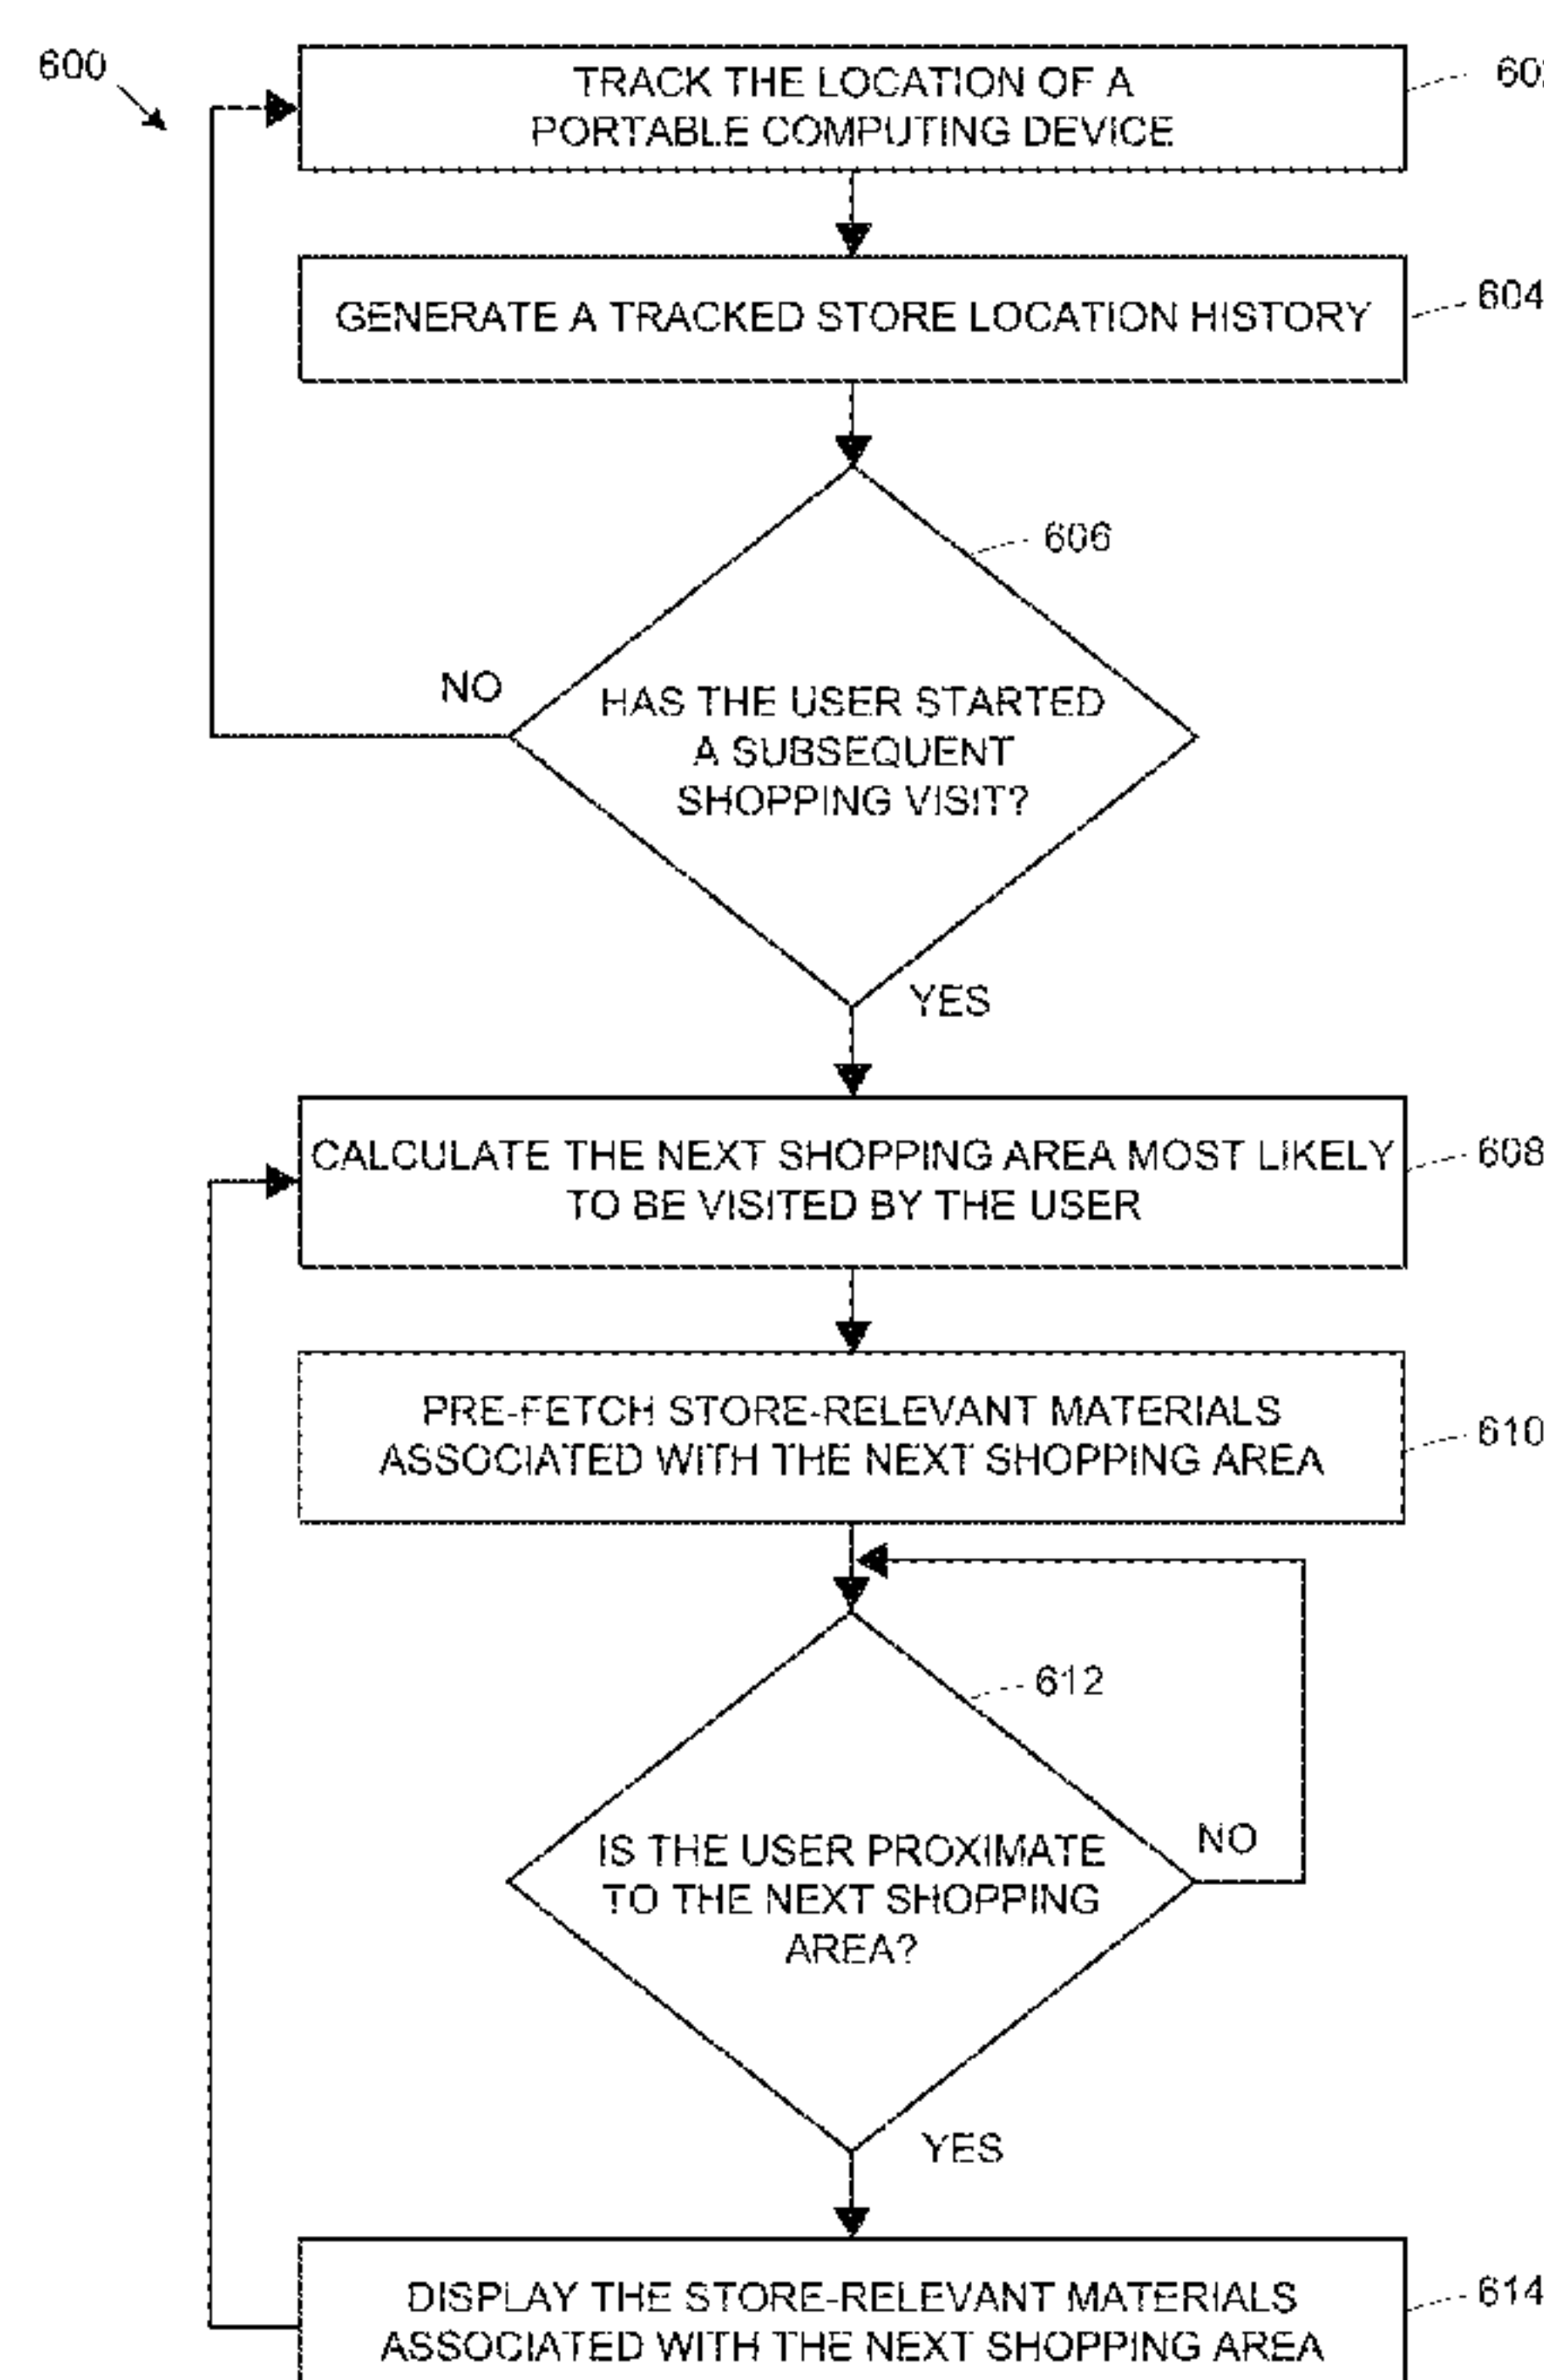 600
TRACK THE LOCATION OF A
PORTABLE COMPUTING DEVICE
GENERATE A TRACKED STORE LOCATION HISTORY
604
606
NO
HAS THE USER STARTED
A SUBSEQUENT
SHOPPING VISIT?
YES
CALCULATE THE NEXT SHOPPING AREA MOST LIKELY
TO BE VISITED BY THE USER
608
PRE-FETCH STORE-RELEVANT MATERIALS
ASSOCIATED WITH THE NEXT SHOPPING AREA
610
612
IS THE USER PROXIMATE
TO THE NEXT SHOPPING
AREA?
NO
YES
DISPLAY THE STORE-RELEVANT MATERIALS
ASSOCIATED WITH THE NEXT SHOPPING AREA
614